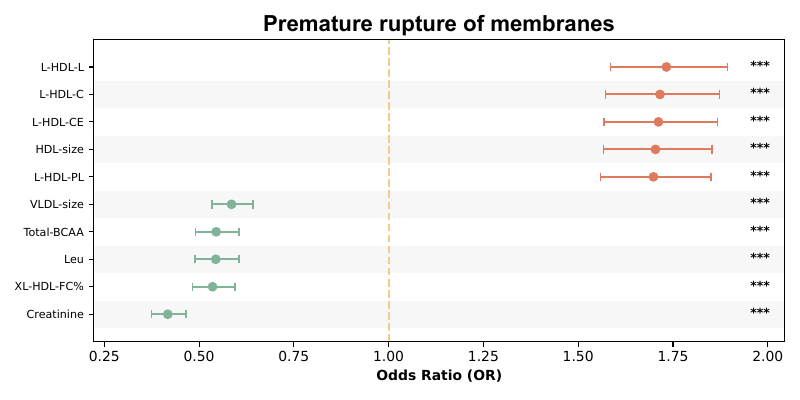 Premature rupture of membranes
L-HDL-L ***
L-HDL-C ***
L-HDL-CE ***
HDL-size ***
L-HDL-PL ***
VLDL-size ***
Total-BCAA ***
Leu ***
XL-HDL-FC% ***
Creatinine ***
0.25 0.50 0.75 1.00 1.25 1.50 1.75 2.00
Odds Ratio (OR)